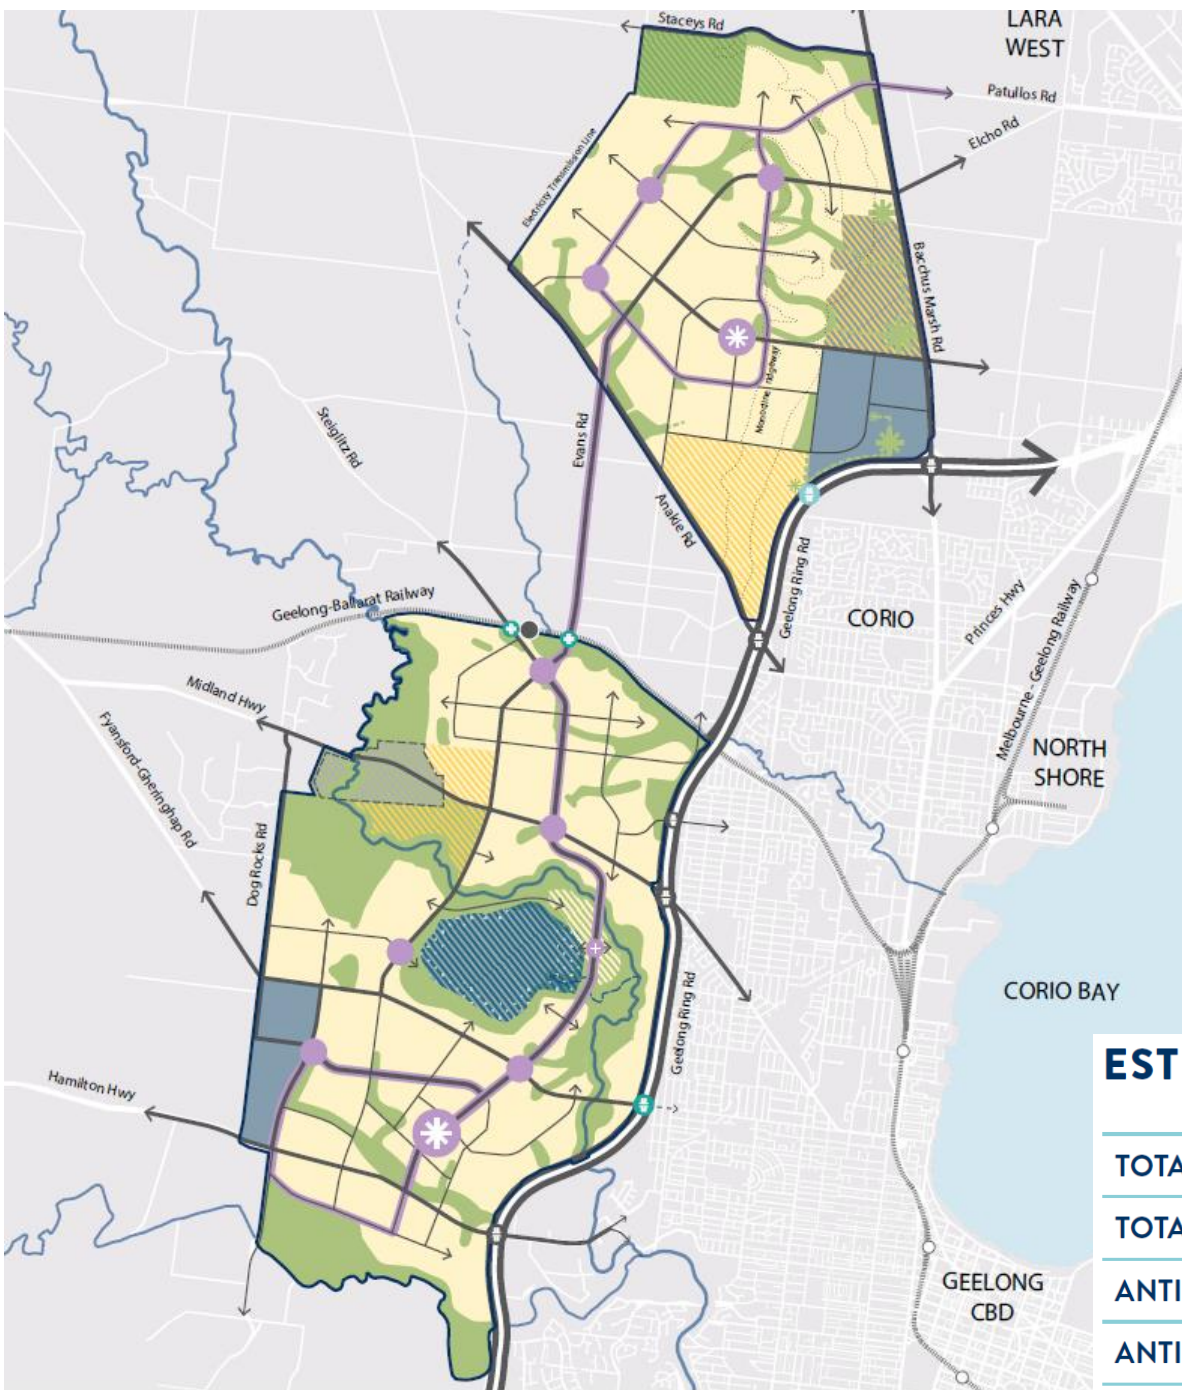 Staceys Rd
LARA
WEST
Patullos Rd
Elcho Rd
Electricity Transmission Line
Bacchus Marsh Rd
Monocline ridgeway
Steiglitz Rd
Evans Rd
Anakie Rd
Geelong Ring Rd
CORIO
Princes Hwy
Geelong-Ballarat Railway
Melbourne - Geelong Railway
Midland Hwy
Fyansford-Gheringhap Rd
NORTH
SHORE
Dog Rocks Rd
Geelong Ring Rd
CORIO BAY
EST
Hamilton Hwy
TOTA
TOTA
GEELONG
CBD
ANTI
ANTI